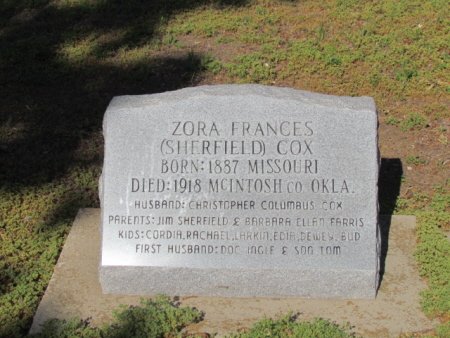 ZORA FRANCES
(SHERFIELD) COX
BORN: 1887 MISSOURI
DIED: 1918 MCINTOSH CO. OKLA.
HUSBAND: CHRISTOPHER COLUMBUS COX
PARENTS: JIM SHERFIELD & BARBARA ELLAN FARRIS
KIDS: CORDIA, RACHAEL, LARKIN, EDIA, DEWEY, BUD
FIRST HUSBAND: DOC INGLE & SON TOM